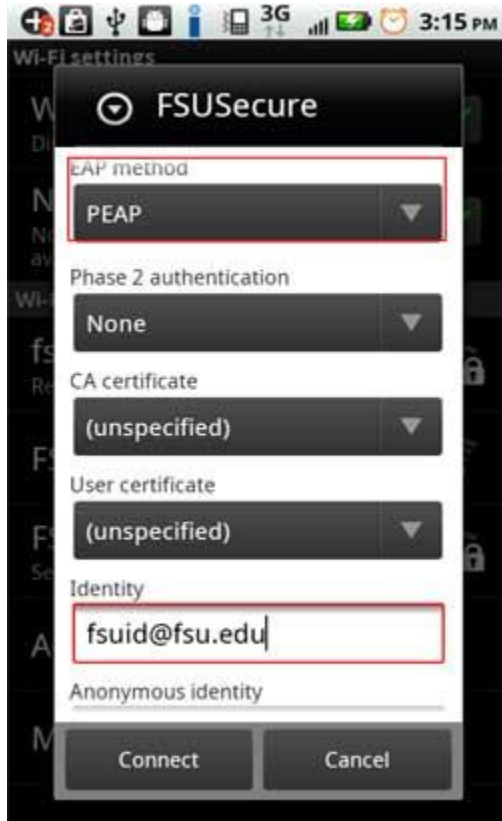 3G
3:15 PM
Wi-Fi settings
FSUSecure
EAP method
PEAP
Phase 2 authentication
None
CA certificate
(unspecified)
User certificate
(unspecified)
Identity
fsuid@fsu.edu
Anonymous identity
Connect
Cancel